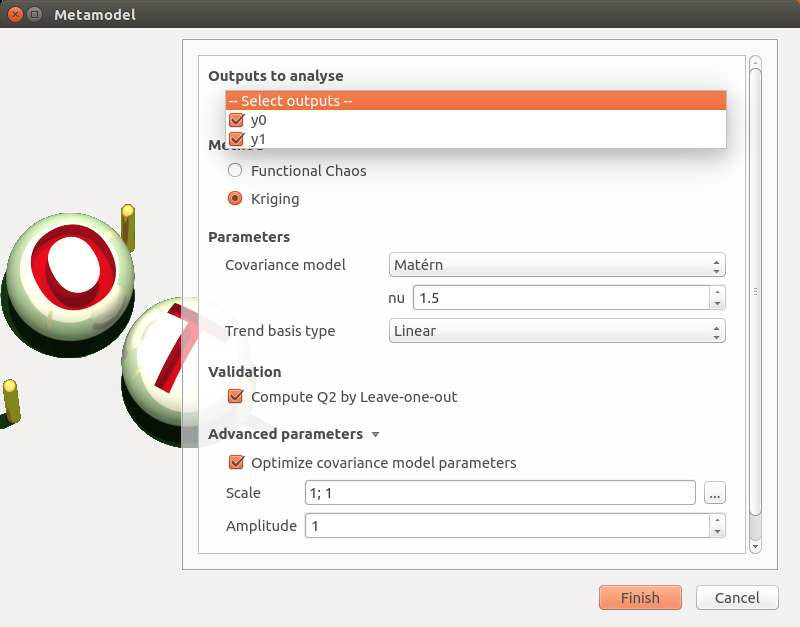 Metamodel
Outputs to analyse
-- Select outputs --
y0
y1
Functional Chaos
Kriging
Parameters
Covariance model Matérn
nu 1.5
Trend basis type Linear
Validation
Compute Q2 by Leave-one-out
Advanced parameters
Optimize covariance model parameters
Scale 1; 1 ...
Amplitude 1
Finish Cancel
O
T